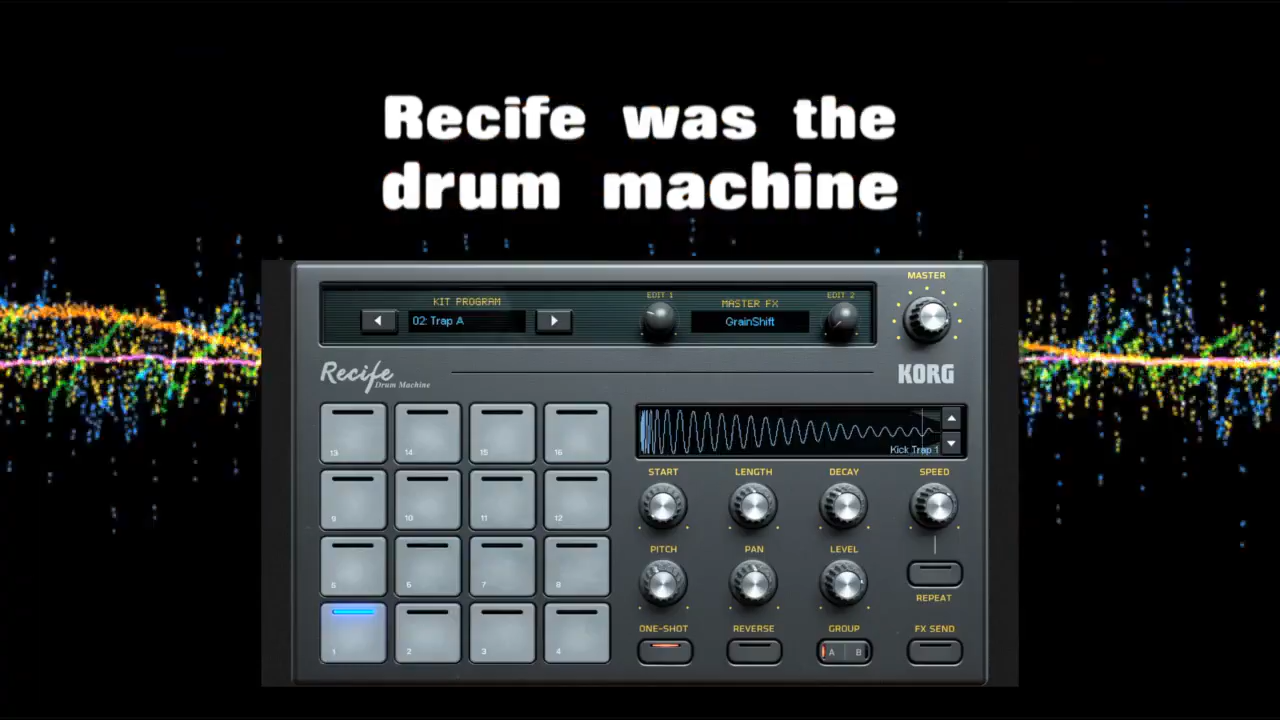 Recife was the
drum machine
MASTER
KIT PROGRAM
EDIT 1
MASTER FX
EDIT 2
02: Trap A
GrainShift
Recife
Drum Machine
KORG
13 14 15 16
Kick Trap 1
START LENGTH DECAY SPEED
9 10 11 12
PITCH PAN LEVEL
5 6 7 8
REPEAT
ONE-SHOT REVERSE GROUP FX SEND
1 2 3 4
A B